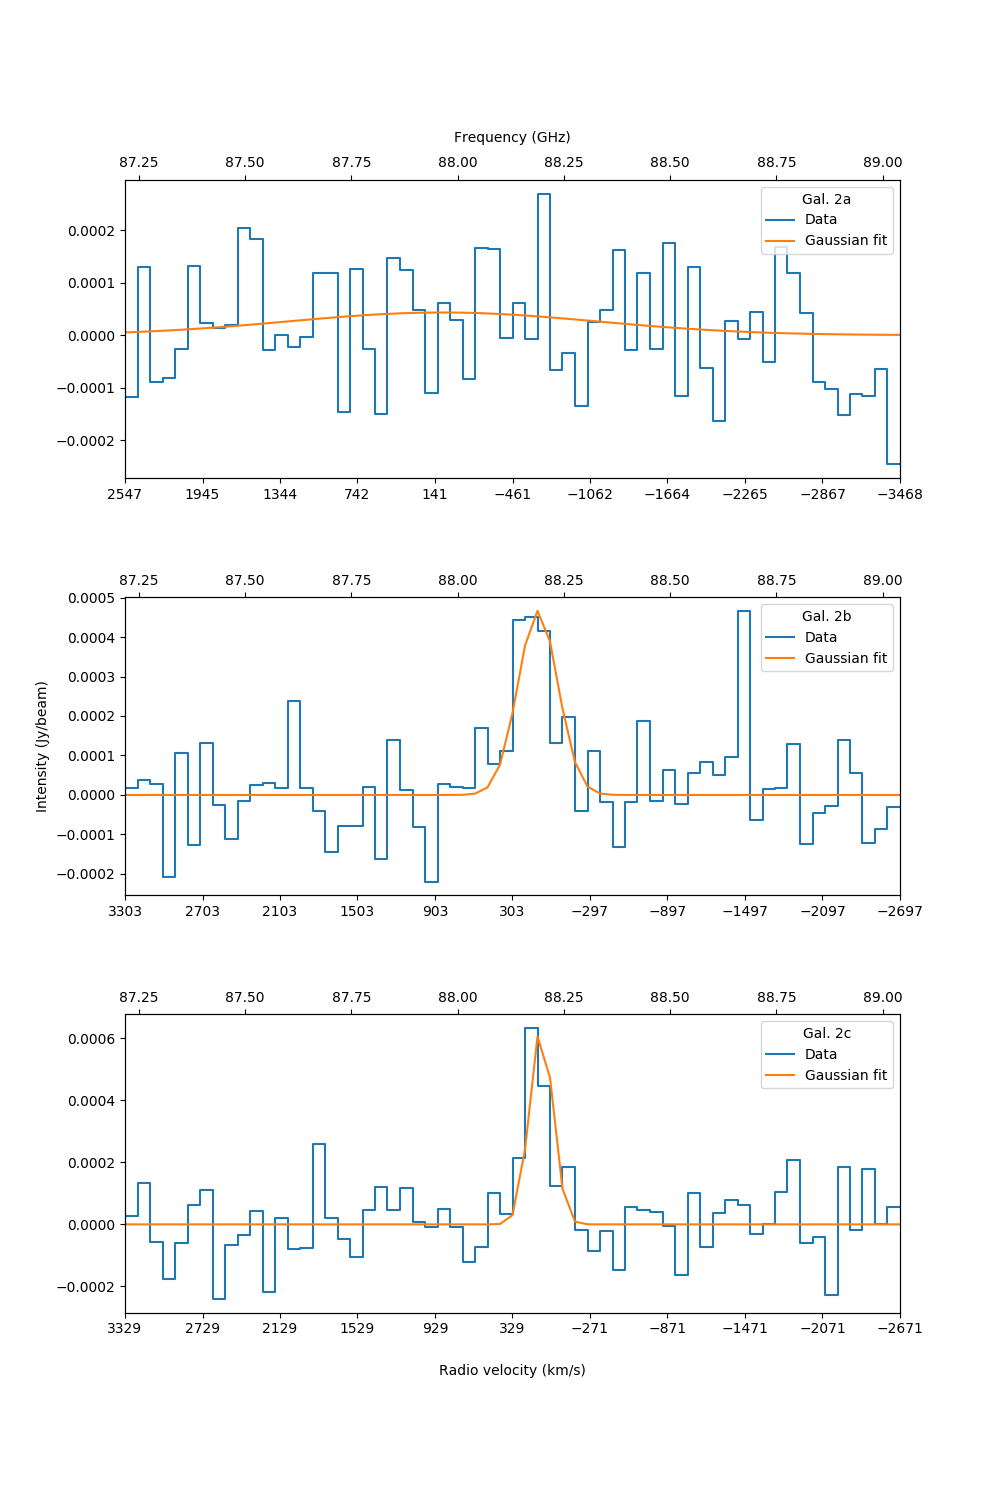 Frequency (GHz)
87.25 87.50 87.75 88.00 88.25 88.50 88.75 89.00
Gal. 2a
Data
Gaussian fit
0.0002
0.0001
0.0000
−0.0001
−0.0002
2547 1945 1344 742 141 −461 −1062 −1664 −2265 −2867 −3468
87.25 87.50 87.75 88.00 88.25 88.50 88.75 89.00
Gal. 2b
Data
Gaussian fit
0.0005
0.0004
0.0003
0.0002
0.0001
0.0000
−0.0001
−0.0002
Intensity (Jy/beam)
3303 2703 2103 1503 903 303 −297 −897 −1497 −2097 −2697
87.25 87.50 87.75 88.00 88.25 88.50 88.75 89.00
Gal. 2c
Data
Gaussian fit
0.0006
0.0004
0.0002
0.0000
−0.0002
3329 2729 2129 1529 929 329 −271 −871 −1471 −2071 −2671
Radio velocity (km/s)